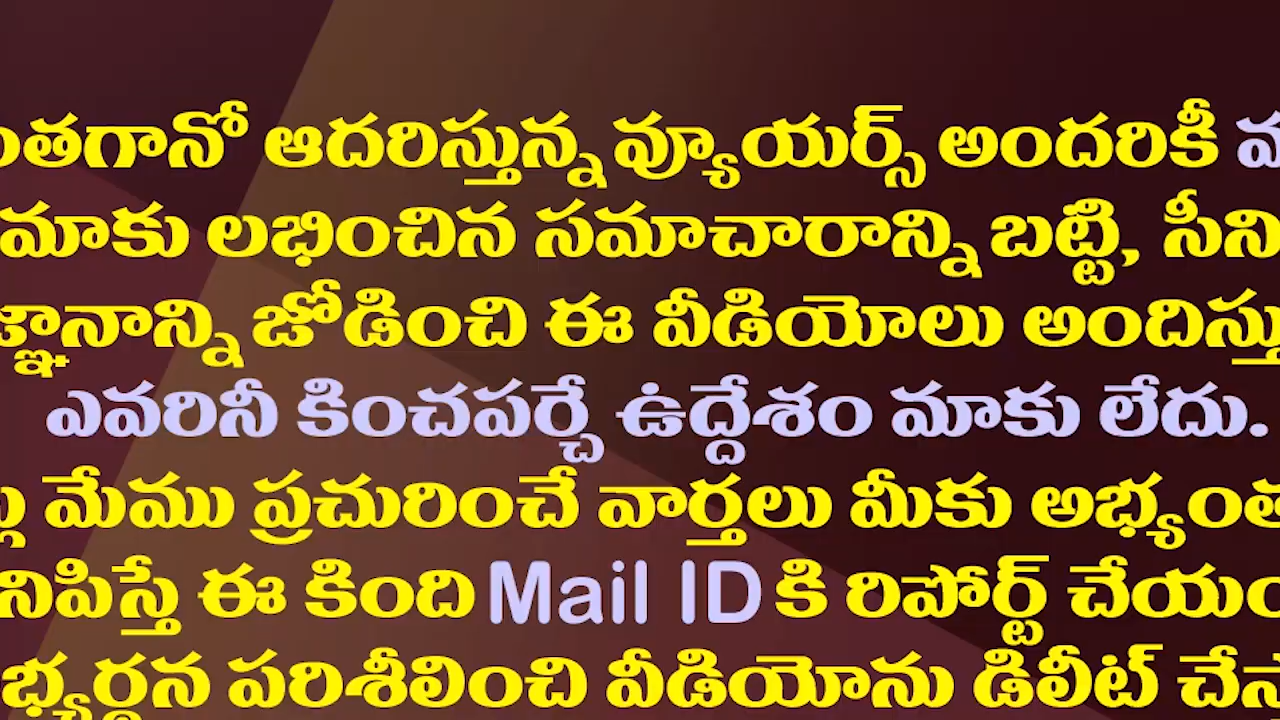 ంతగానో ఆదరిస్తున్న వ్యూయర్స్ అందరికీ
మాకు లభించిన సమాచారాన్ని బట్టి, సీని
జ్ఞానాన్ని జోడించి ఈ వీడియోలు అందిస్తు
ఎవరినీ కించపర్చే ఉద్దేశం మాకు లేదు.
మేము ప్రచురించే వార్తలు మీకు అభ్యంత
నిపిస్తే ఈ కింది Mail ID కి రిపోర్ట్ చేయం
భ్యర్ధన పరిశీలించి వీడియోను డిలీట్ చేస